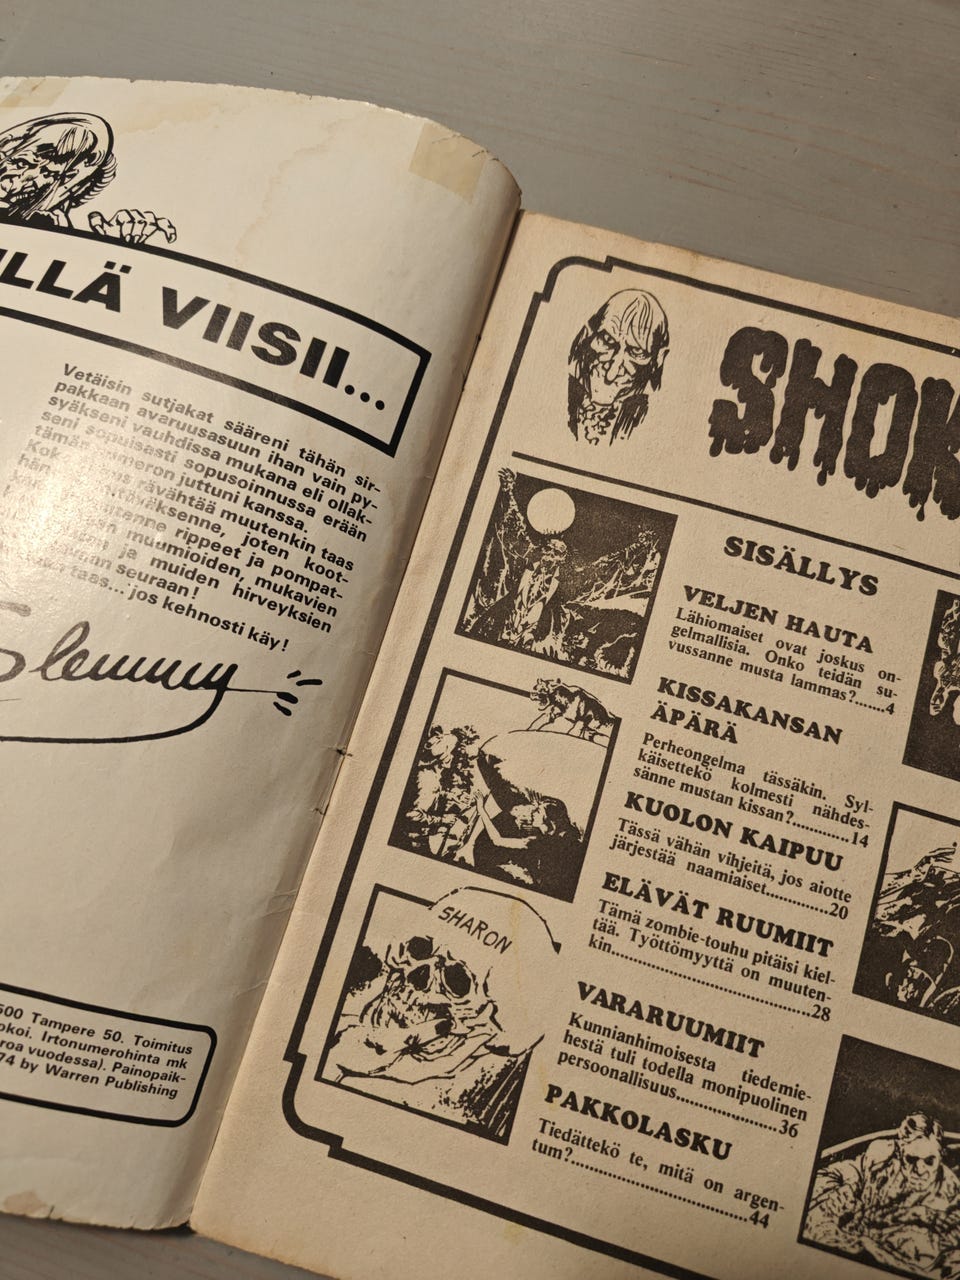 VIISII...
Vetäisin sutjakat sääreni tähän sir-
pakkaan avaruusasuun ihan vain py-
syäkseni vauhdissa mukana eli ollak-
seni sopuisasti sopusoinnussa erään
tämän nummeron juttuni kanssa.
rävähtää muutenkin taas
joten koot-
rippeet ja pompat-
muumioiden, mukavien
ja muiden hirveyksien
seuraan!
taas... jos kehnosti käy!
Slemmy
500 Tampere 50. Toimitus
Irtonumerohinta mk
vuodessa). Painopaik-
74 by Warren Publishing
SHOK
SISÄLLYS
VELJEN HAUTA
Lähiomaiset ovat joskus on-
gelmallisia. Onko teidän su-
vussanne musta lammas?.......4
KISSAKANSAN
ÄPÄRÄ
Perheongelma tässäkin. Syl-
käisettekö kolmesti nähdes-
sänne mustan kissan?............14
KUOLON KAIPUU
Tässä vähän vihjeitä, jos aiotte
järjestää naamiaiset.............20
ELÄVÄT RUUMIIT
Tämä zombie-touhu pitäisi kiel-
tää. Työttömyyttä on muuten-
kin.............................................28
VARARUUMIIT
Kunnianhimoisesta tiedemie-
hestä tuli todella monipuolinen
persoonallisuus....................36
PAKKOLASKU
Tiedättekö te, mitä on argen-
tum?....................................44
SHARON